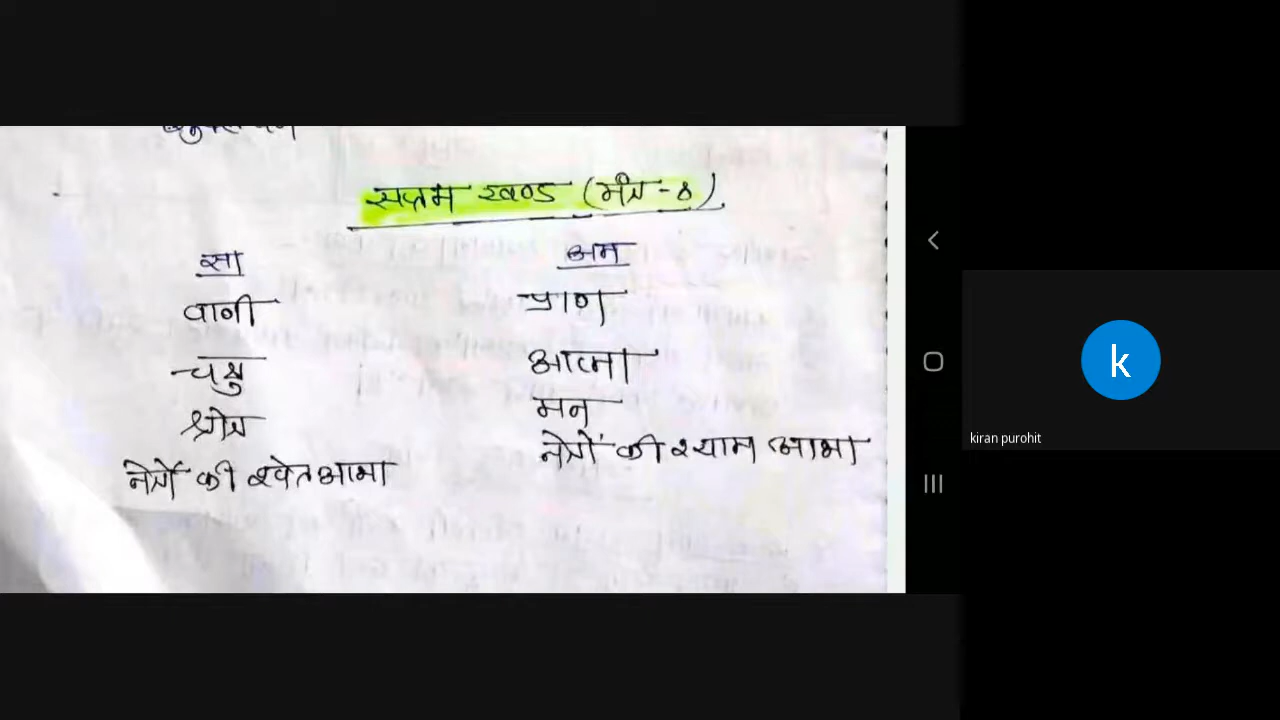 सप्तम खण्ड (मंत्र - 8)
सा अम
वाणी प्राण
चक्षु आत्मा
श्रोत्र मन
नेत्रों की श्वेत आभा नेत्रों की श्याम आभा
k
kiran purohit